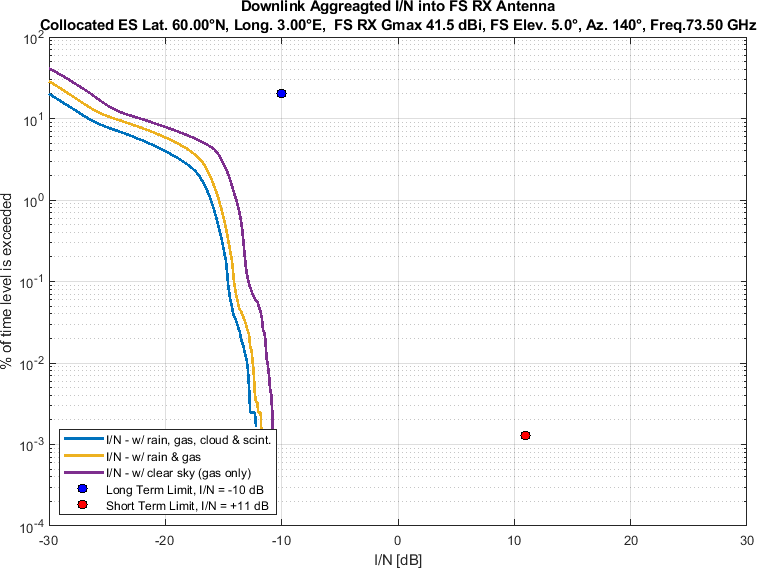 Downlink Aggreagted I/N into FS RX Antenna
Collocated ES Lat. 60.00°N, Long. 3.00°E, FS RX Gmax 41.5 dBi, FS Elev. 5.0°, Az. 140°, Freq.73.50 GHz
% of time level is exceeded
10^2
10^1
10^0
10^-1
10^-2
10^-3
10^-4
I/N - w/ rain, gas, cloud & scint.
I/N - w/ rain & gas
I/N - w/ clear sky (gas only)
Long Term Limit, I/N = -10 dB
Short Term Limit, I/N = +11 dB
-30 -20 -10 0 10 20 30
I/N [dB]